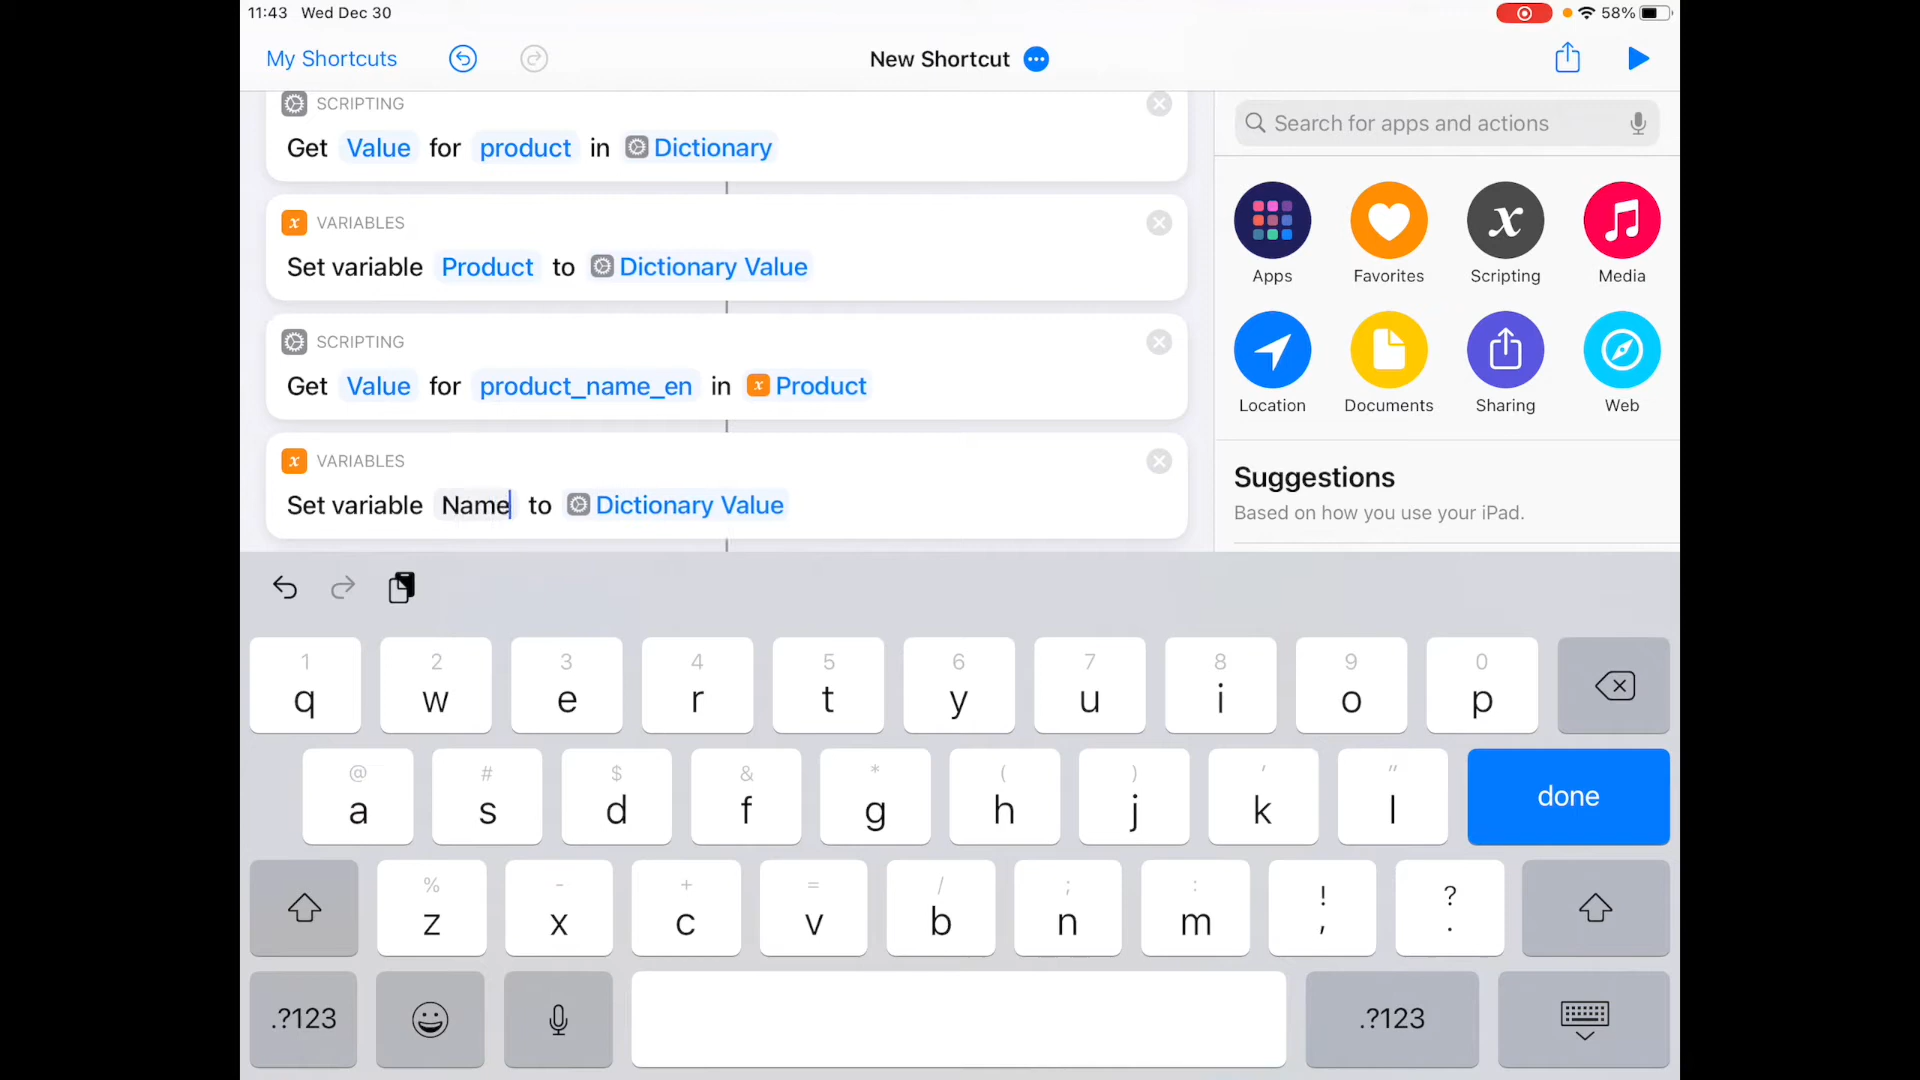 11:43 Wed Dec 30
58%
My Shortcuts
New Shortcut
SCRIPTING
Get Value for product in Dictionary
VARIABLES
Set variable Product to Dictionary Value
SCRIPTING
Get Value for product_name_en in Product
VARIABLES
Set variable Name to Dictionary Value
Search for apps and actions
Apps Favorites Scripting Media
Location Documents Sharing Web
Suggestions
Based on how you use your iPad.
1 2 3 4 5 6 7 8 9 0
q w e r t y u i o p
@ # $ & * ( ) ' "
a s d f g h j k l done
% - + = / ; : ! ?
z x c v b n m , .
.?123 .?123